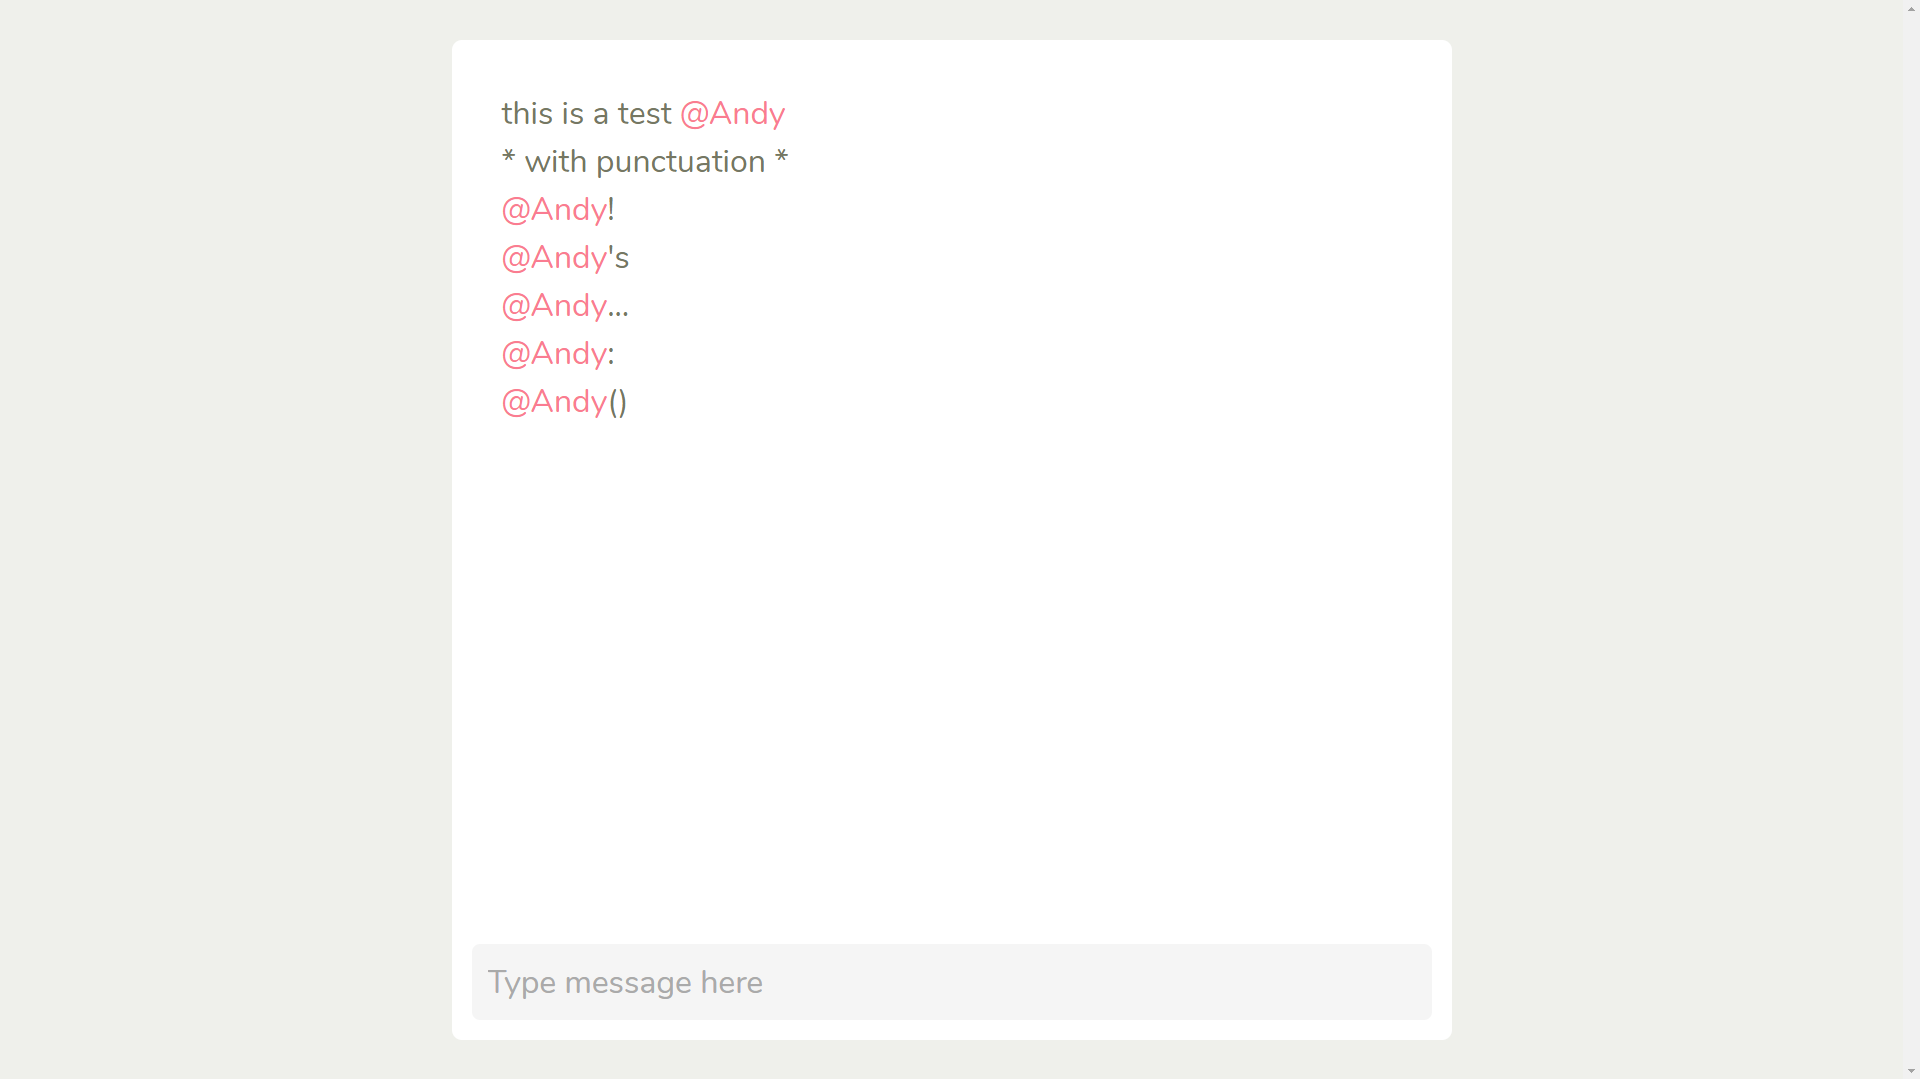 this is a test @Andy
* with punctuation *
@Andy!
@Andy's
@Andy...
@Andy:
@Andy()
Type message here